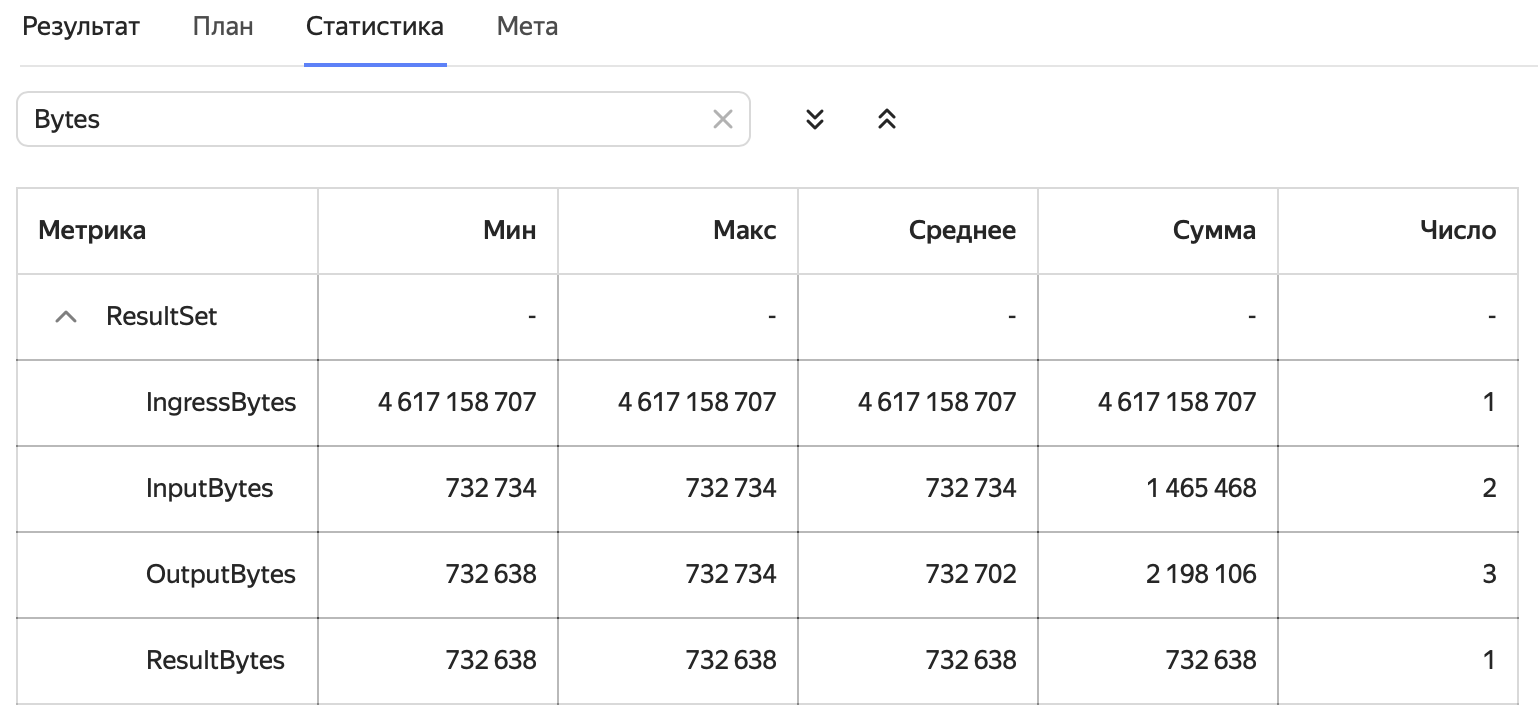 Результат План Статистика Мета
Bytes
Метрика Мин Макс Среднее Сумма Число
ResultSet - - - - -
IngressBytes 4 617 158 707 4 617 158 707 4 617 158 707 4 617 158 707 1
InputBytes 732 734 732 734 732 734 1 465 468 2
OutputBytes 732 638 732 734 732 702 2 198 106 3
ResultBytes 732 638 732 638 732 638 732 638 1